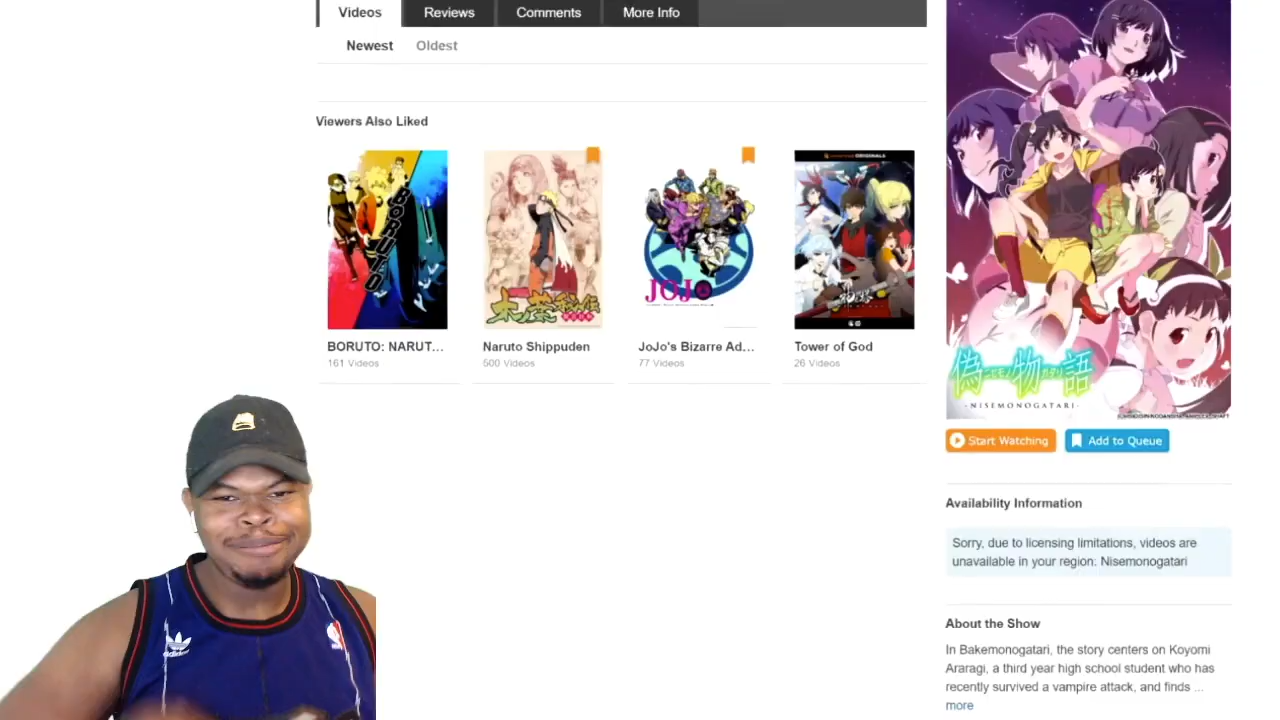 Videos
Reviews
Comments
More Info
Newest
Oldest
Viewers Also Liked
BORUTO
JOJO
BORUTO: NARUT...
161 Videos
Naruto Shippuden
500 Videos
JoJo's Bizarre Ad...
77 Videos
Tower of God
26 Videos
adidas
偽物語
-NISEMONOGATARI-
Start Watching
Add to Queue
Availability Information
Sorry, due to licensing limitations, videos are
unavailable in your region: Nisemonogatari
About the Show
In Bakemonogatari, the story centers on Koyomi
Araragi, a third year high school student who has
recently survived a vampire attack, and finds ...
more